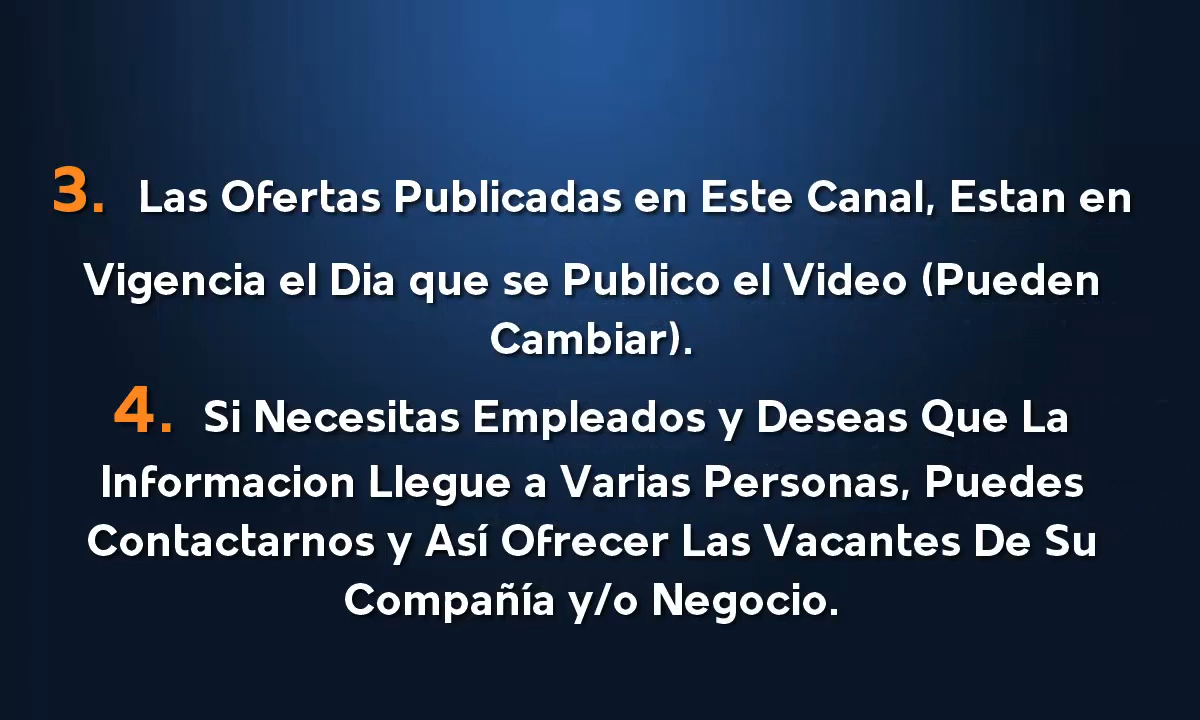 3. Las Ofertas Publicadas en Este Canal, Estan en
Vigencia el Dia que se Publico el Video (Pueden
Cambiar).
4. Si Necesitas Empleados y Deseas Que La
Informacion Llegue a Varias Personas, Puedes
Contactarnos y Así Ofrecer Las Vacantes De Su
Compañía y/o Negocio.